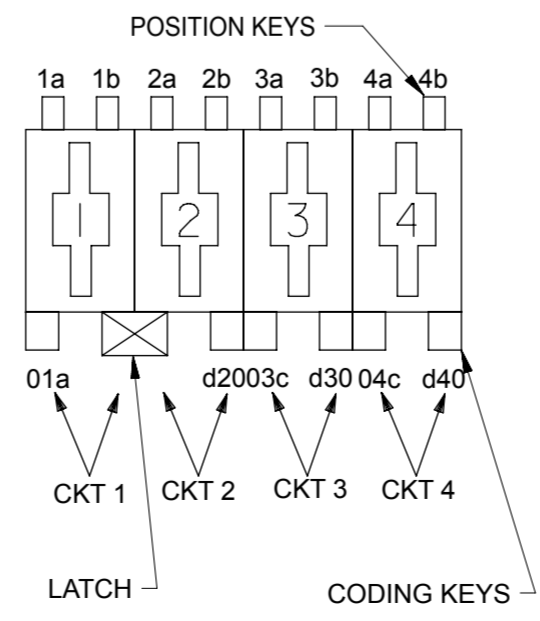 POSITION KEYS
1a 1b 2a 2b 3a 3b 4a 4b
1 2 3 4
01a d2003c d30 04c d40
CKT 1 CKT 2 CKT 3 CKT 4
LATCH
CODING KEYS